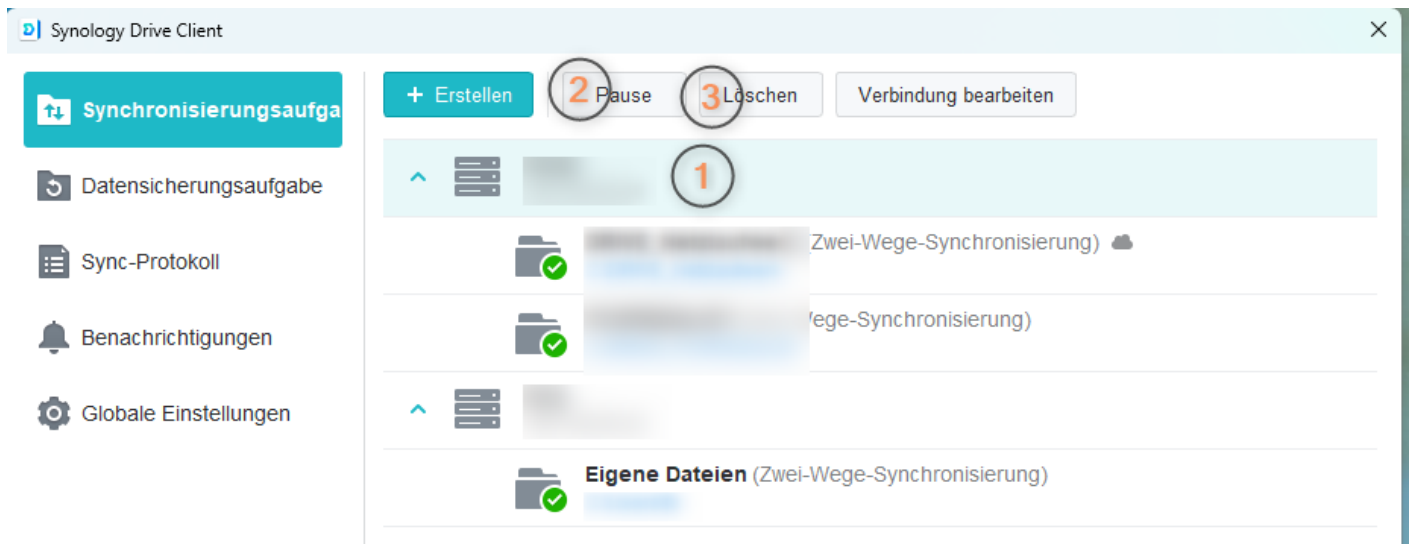 Synology Drive Client
Synchronisierungsaufga
Datensicherungsaufgabe
Sync-Protokoll
Benachrichtigungen
Globale Einstellungen
+ Erstellen
2 Pause
3 Löschen
Verbindung bearbeiten
1
(Zwei-Wege-Synchronisierung)
ege-Synchronisierung)
Eigene Dateien (Zwei-Wege-Synchronisierung)